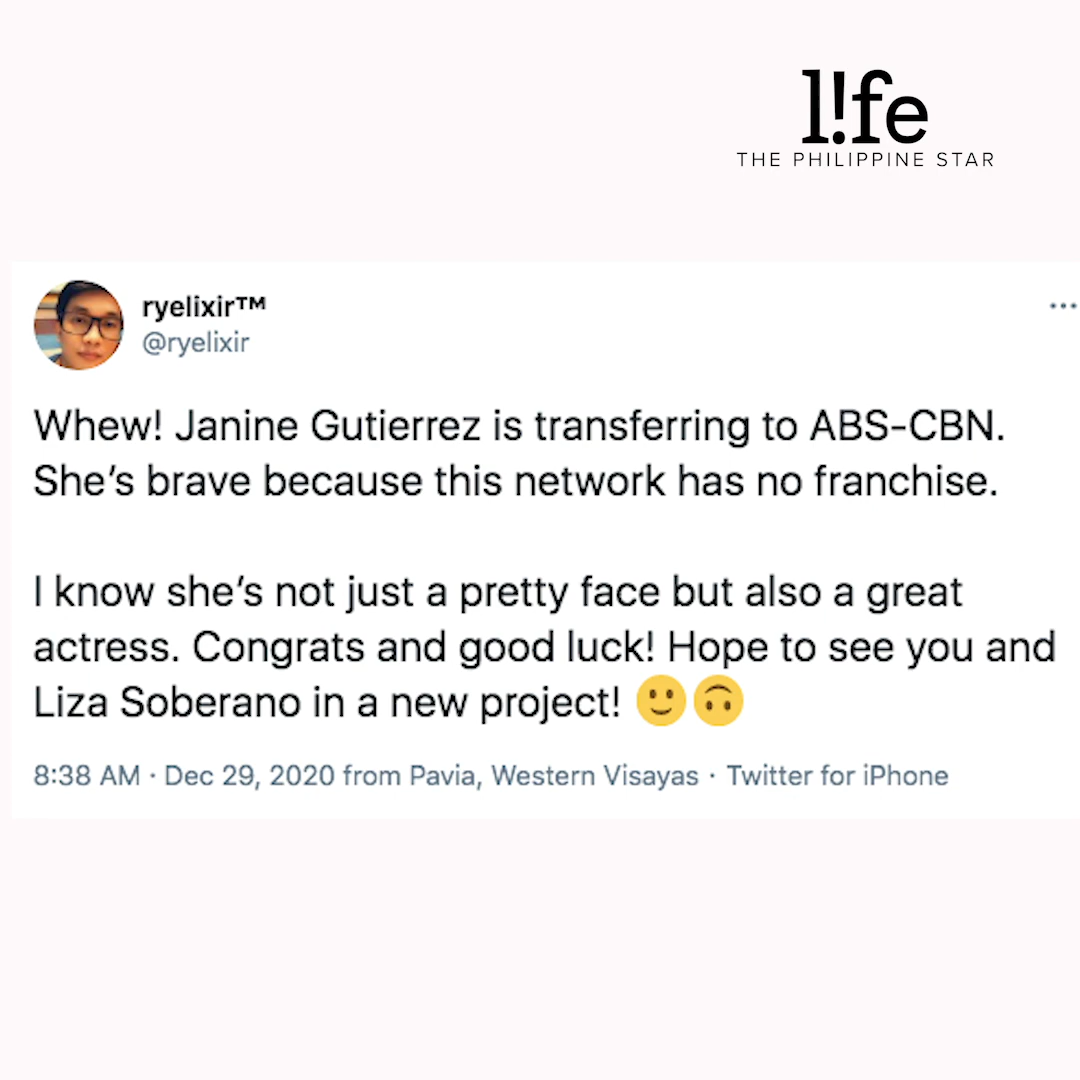 l!fe
THE PHILIPPINE STAR
ryelixir™
@ryelixir
Whew! Janine Gutierrez is transferring to ABS-CBN.
She’s brave because this network has no franchise.
I know she’s not just a pretty face but also a great
actress. Congrats and good luck! Hope to see you and
Liza Soberano in a new project! 🙂🙃
8:38 AM · Dec 29, 2020 from Pavia, Western Visayas · Twitter for iPhone